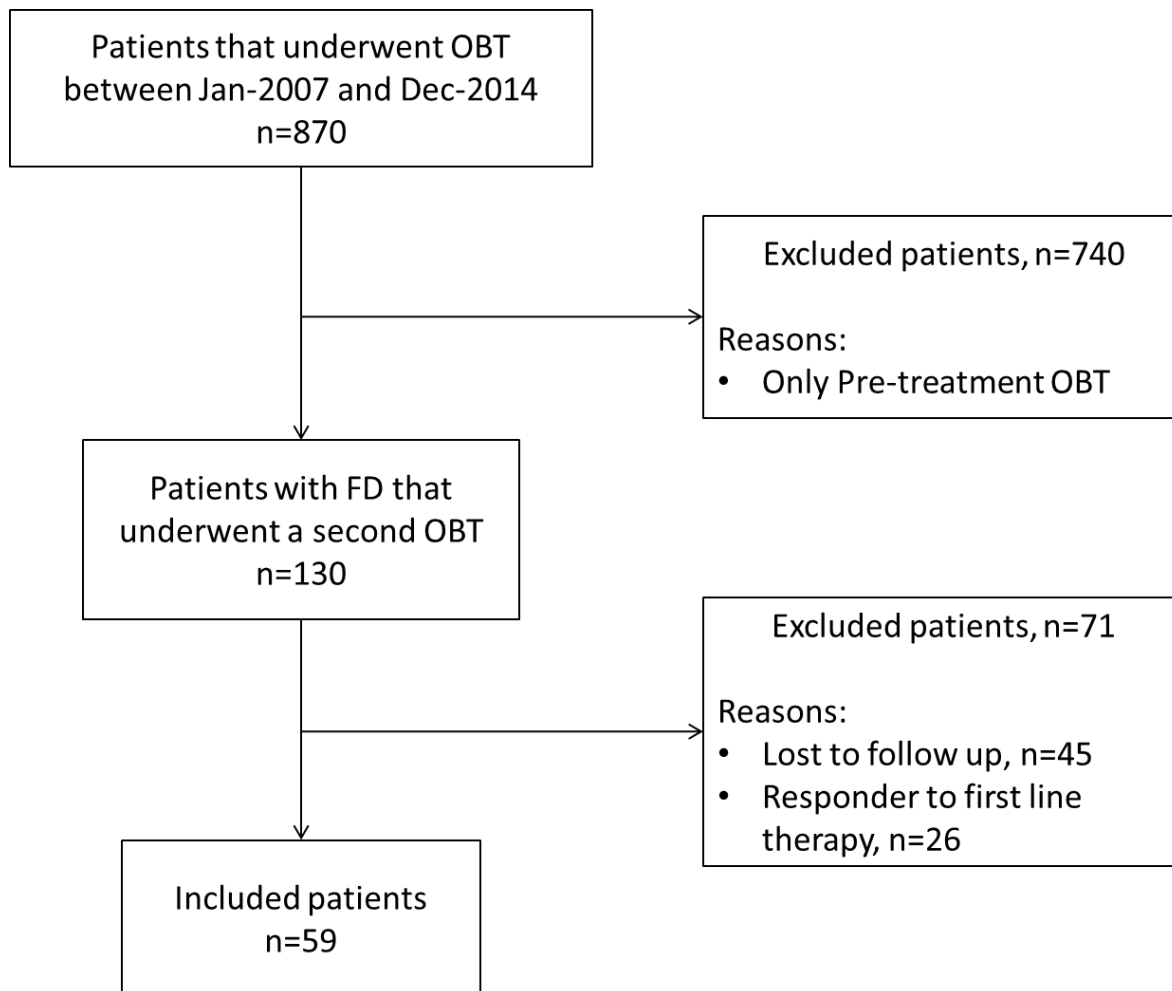 Patients that underwent OBT
between Jan-2007 and Dec-2014
n=870
Excluded patients, n=740
Reasons:
• Only Pre-treatment OBT
Patients with FD that
underwent a second OBT
n=130
Excluded patients, n=71
Reasons:
• Lost to follow up, n=45
• Responder to first line
therapy, n=26
Included patients
n=59